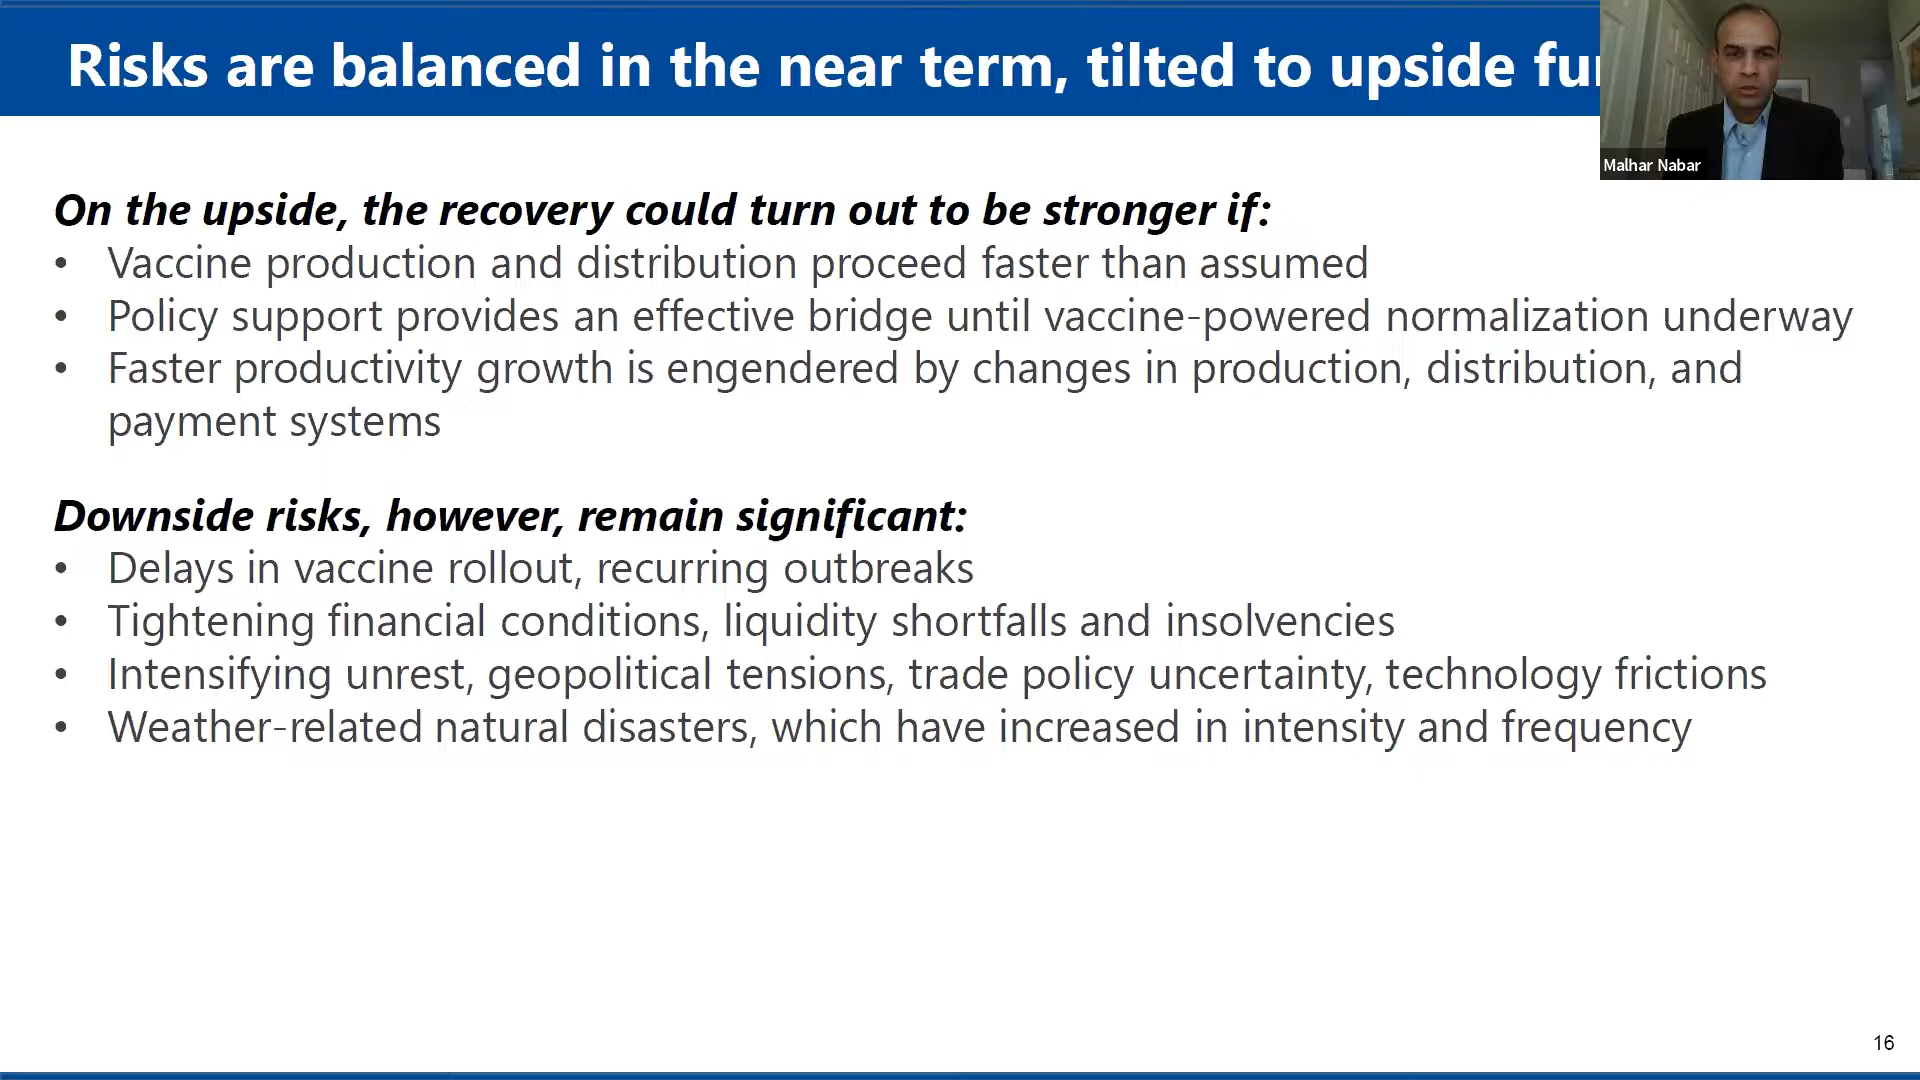 Risks are balanced in the near term, tilted to upside
Malhar Nabar
On the upside, the recovery could turn out to be stronger if:
• Vaccine production and distribution proceed faster than assumed
• Policy support provides an effective bridge until vaccine-powered normalization underway
• Faster productivity growth is engendered by changes in production, distribution, and
payment systems
Downside risks, however, remain significant:
• Delays in vaccine rollout, recurring outbreaks
• Tightening financial conditions, liquidity shortfalls and insolvencies
• Intensifying unrest, geopolitical tensions, trade policy uncertainty, technology frictions
• Weather-related natural disasters, which have increased in intensity and frequency
16